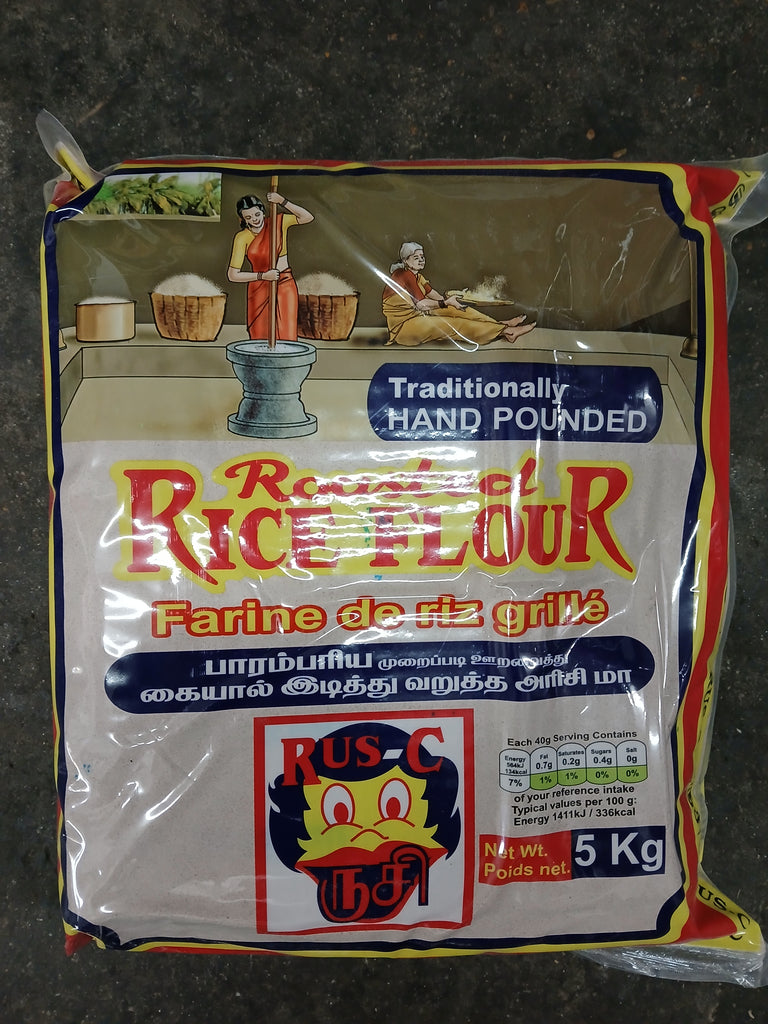 Traditionally
HAND POUNDED
Roasted
RICE FLOUR
Farine de riz grillé
பாரம்பரிய முறைப்படி ஊறவைத்து
கையால் இடித்து வறுத்த அரிசி மா
RUS-C
ருசி
Each 40g Serving Contains
Energy 564kJ 134kcal 7%
Fat 0.7g 1%
Saturates 0.2g 1%
Sugars 0.4g 0%
Salt 0g 0%
of your reference intake
Typical values per 100 g:
Energy 1411kJ / 336kcal
Net Wt.
Poids net.
5 Kg
US-C